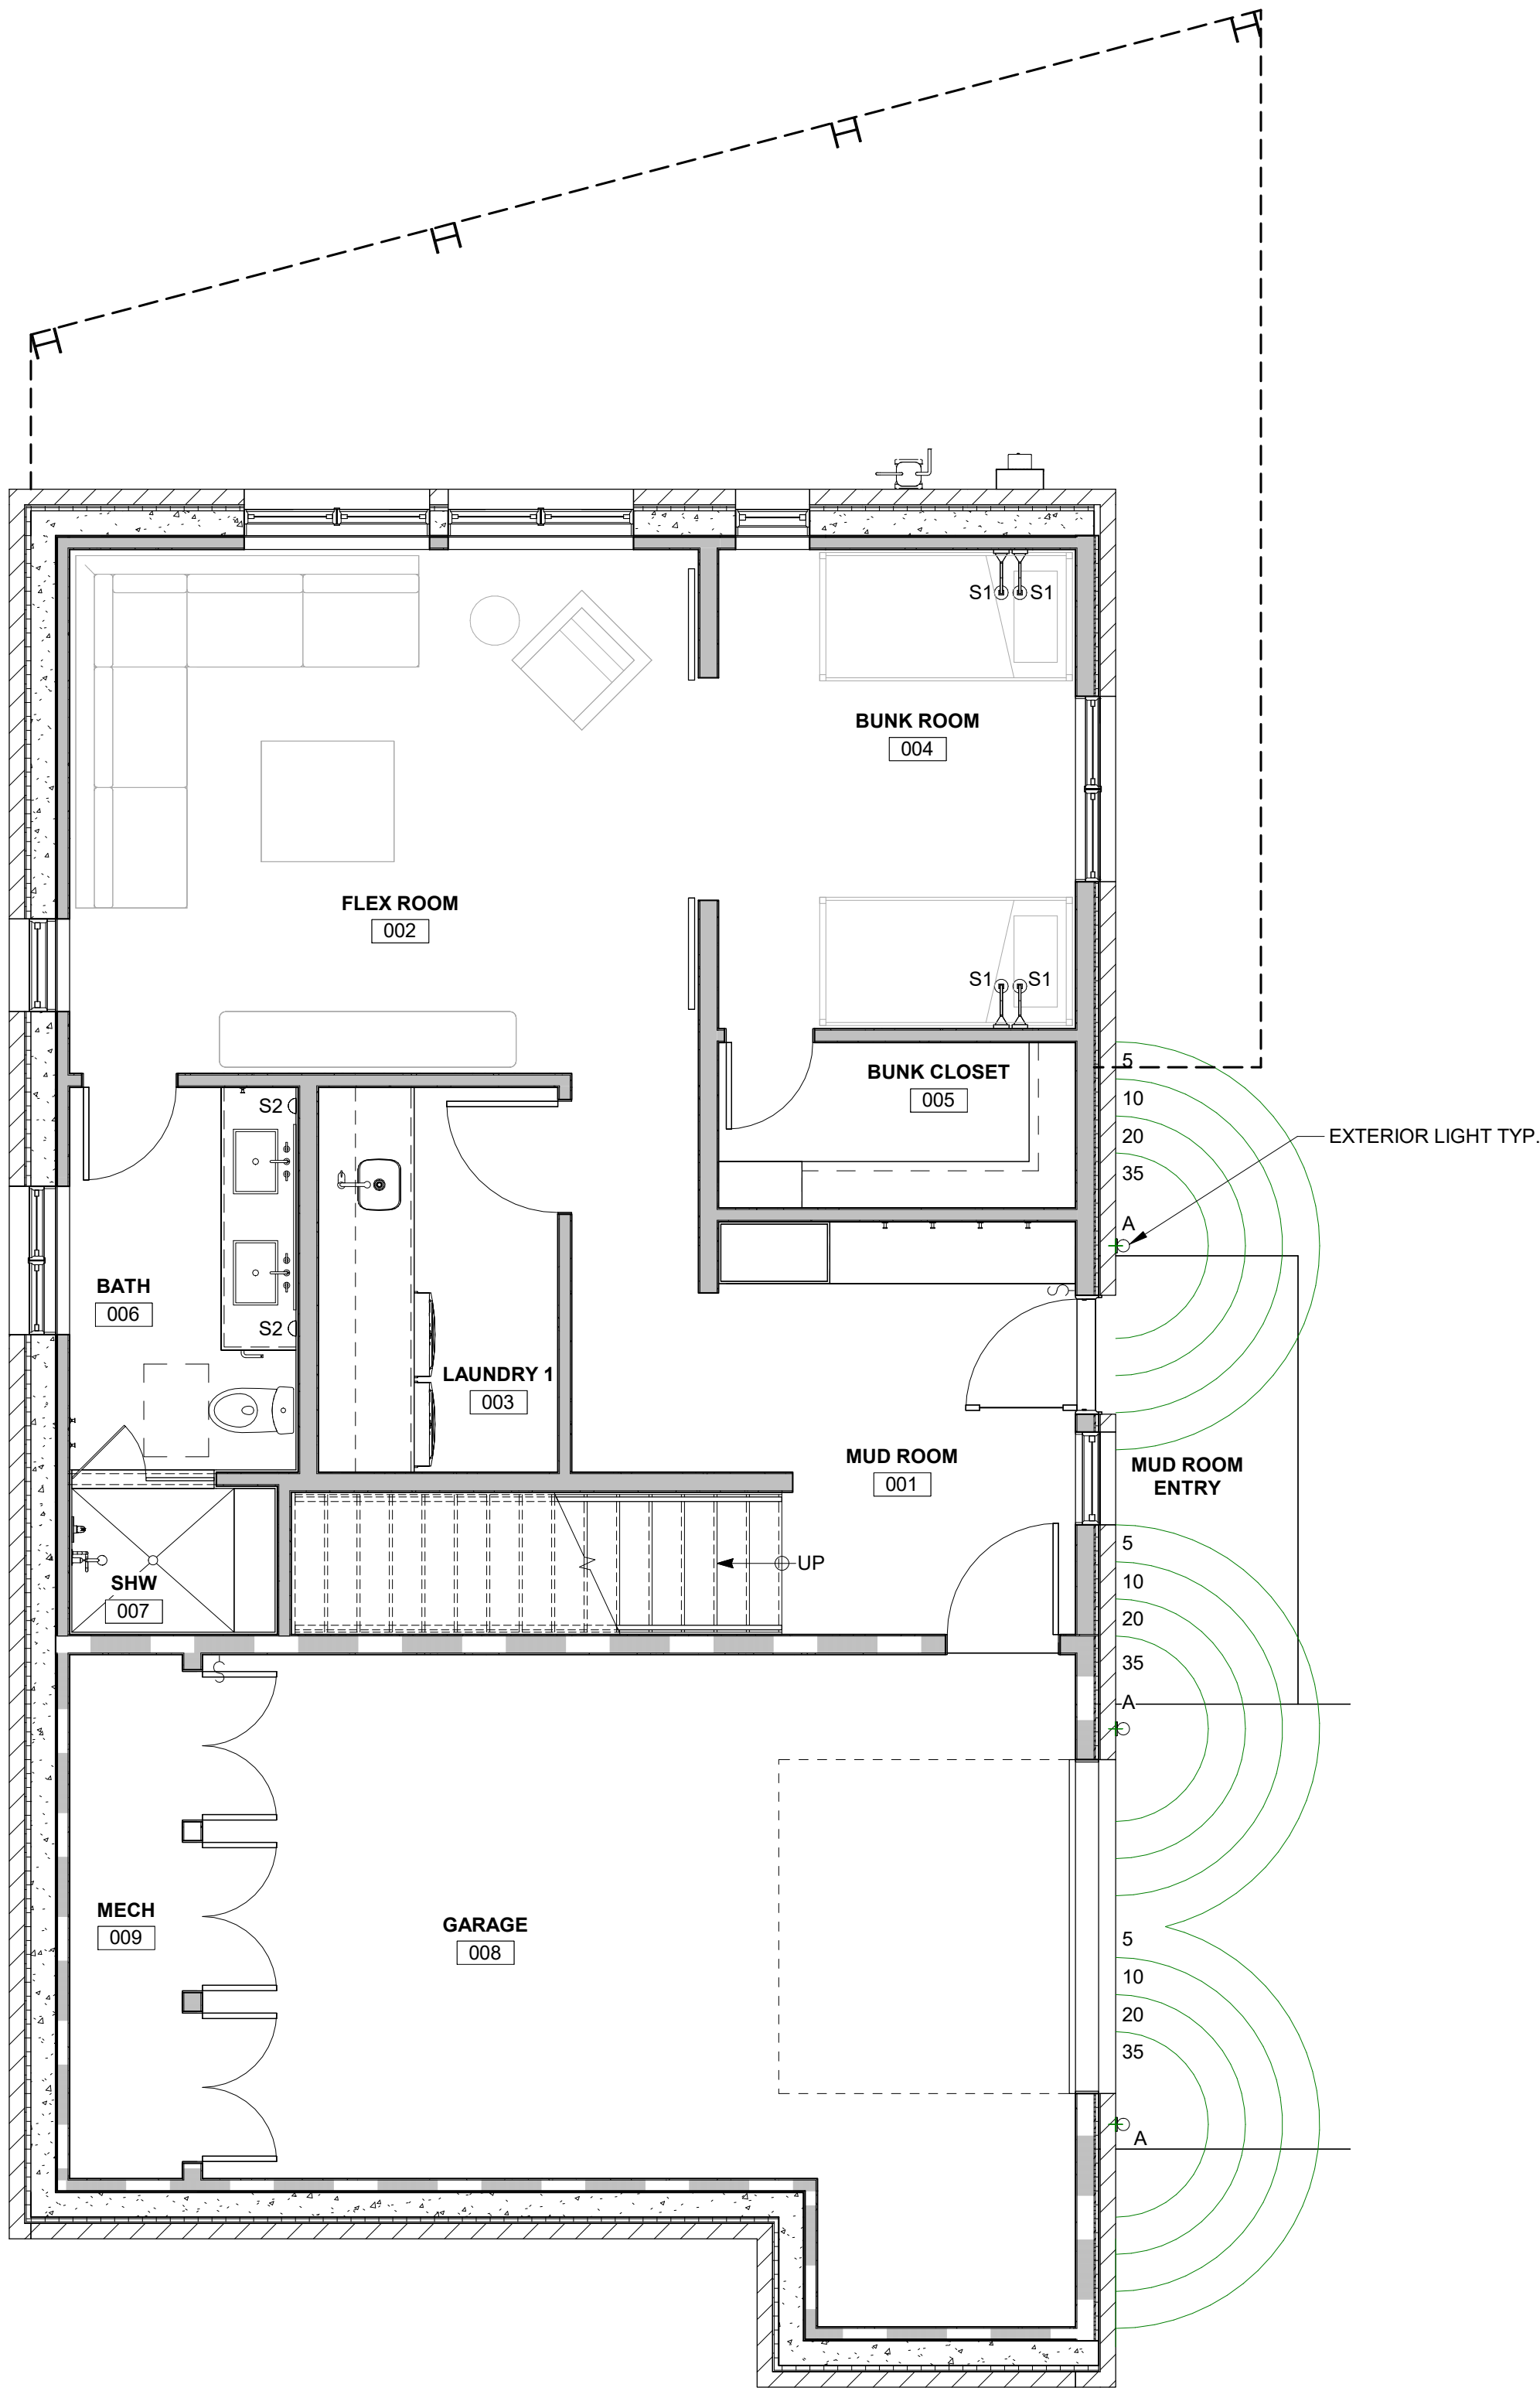 S1 S1
BUNK ROOM
004
FLEX ROOM
002
S1 S1
5
BUNK CLOSET
005
10
S2
20
EXTERIOR LIGHT TYP.
35
A
BATH
006
S2
S
LAUNDRY 1
003
MUD ROOM
001
MUD ROOM
ENTRY
5
UP
10
SHW
007
20
35
S
A
MECH
009
GARAGE
008
5
10
20
35
A